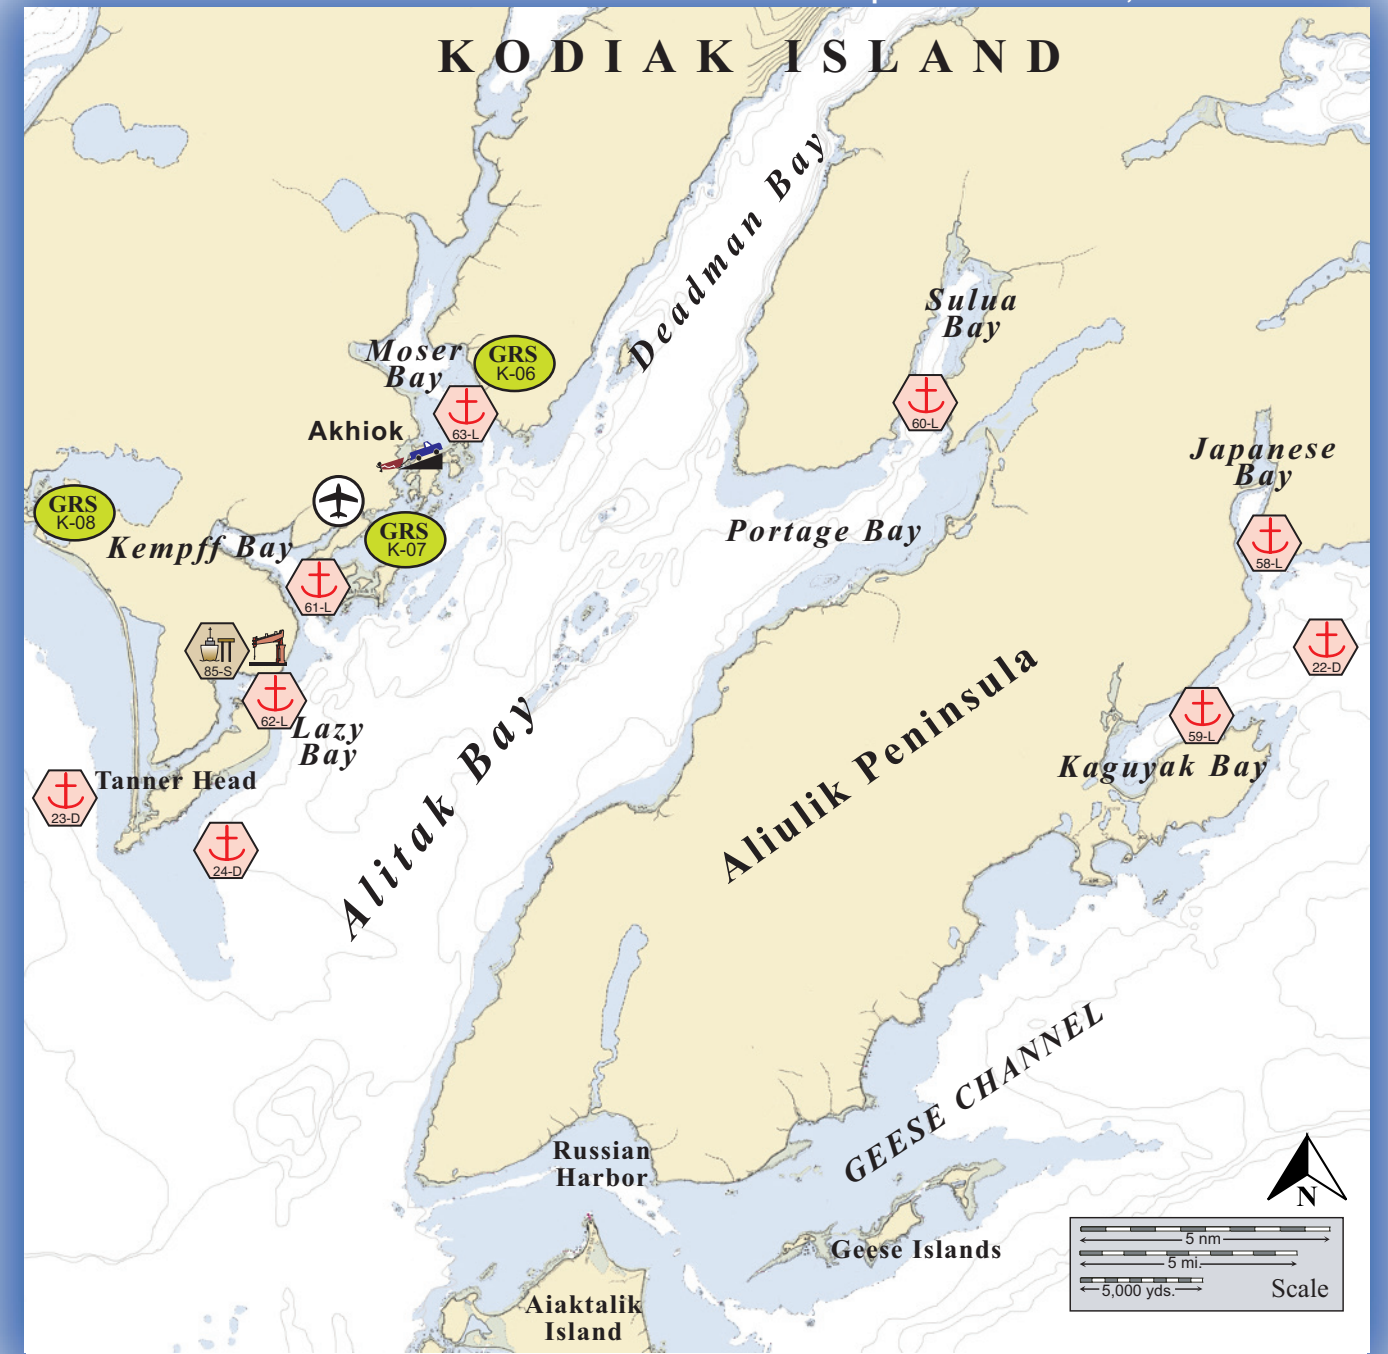 KODIAK ISLAND
Deadman Bay
Sulua
Bay
Moser
Bay
GRS
K-06
63-L
60-L
Akhiok
Japanese
Bay
GRS
K-08
GRS
K-07
Kempff Bay
Portage Bay
58-L
61-L
85-S
22-D
62-L
Lazy
Bay
59-L
Kaguyak Bay
Tanner Head
23-D
24-D
Alitak Bay
Aliulik Peninsula
GEESE CHANNEL
Russian
Harbor
Geese Islands
Aiaktalik
Island
N
5 nm
5 mi.
5,000 yds.
Scale